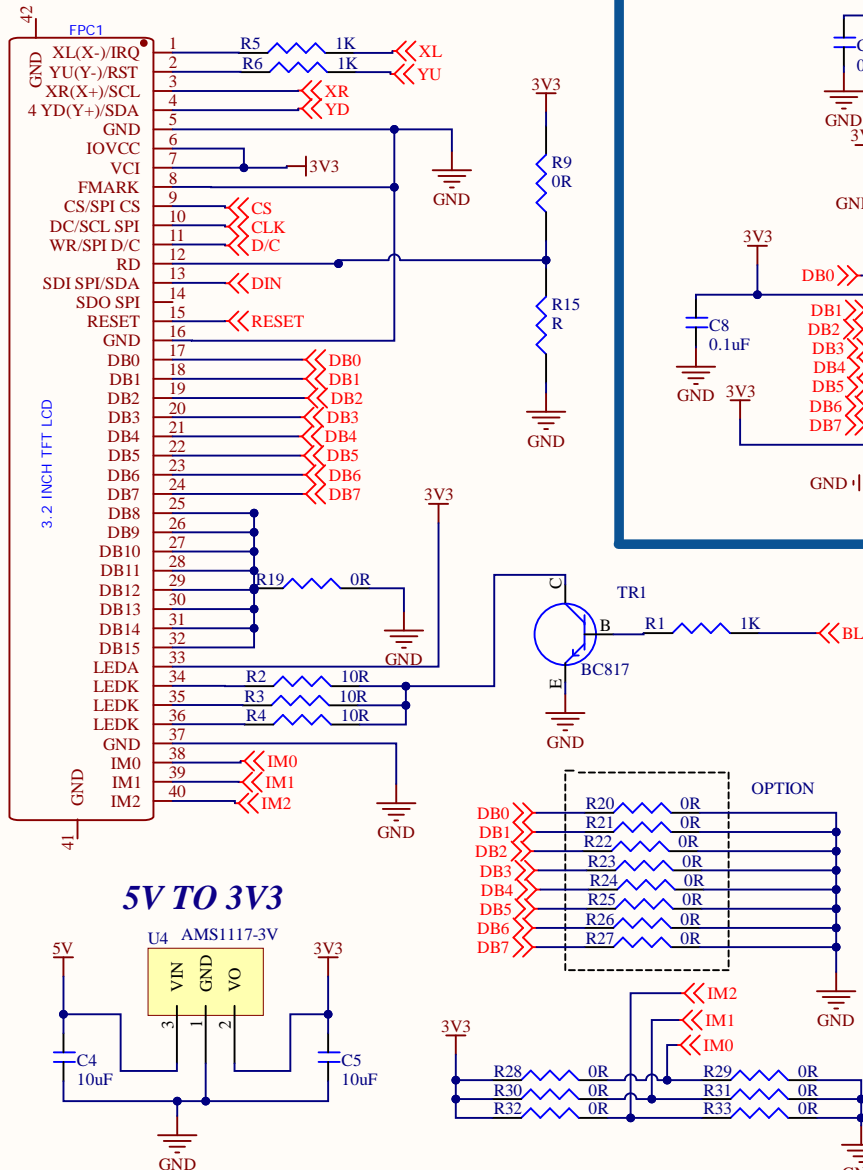 42
FPC1
GND
3.2 INCH TFT LCD
XL(X-)/IRQ 1 R5 1K XL
YU(Y-)/RST 2 R6 1K YU
XR(X+)/SCL 3 XR
4 YD(Y+)/SDA 4 YD
GND 5
IOVCC 6
VCI 7 3V3
FMARK 8
CS/SPI CS 9 CS
DC/SCL SPI 10 CLK
WR/SPI D/C 11 D/C
RD 12
SDI SPI/SDA 13 DIN
SDO SPI 14
RESET 15 RESET
GND 16
DB0 17 DB0
DB1 18 DB1
DB2 19 DB2
DB3 20 DB3
DB4 21 DB4
DB5 22 DB5
DB6 23 DB6
DB7 24 DB7
DB8 25
DB9 26
DB10 27
DB11 28
DB12 29 R19 0R
DB13 30
DB14 31
DB15 32
LEDA 33
LEDK 34 R2 10R
LEDK 35 R3 10R
LEDK 36 R4 10R
GND 37
IM0 38 IM0
IM1 39 IM1
IM2 40 IM2
GND
41
GND
3V3
R9
0R
R15
R
GND
3V3
GND
GND
C
B
E
TR1
BC817
R1 1K BL
GND
GND
3V3
C8
0.1uF
GND
3V3
DB0
DB1
DB2
DB3
DB4
DB5
DB6
DB7
GND
OPTION
DB0 R20 0R
DB1 R21 0R
DB2 R22 0R
DB3 R23 0R
DB4 R24 0R
DB5 R25 0R
DB6 R26 0R
DB7 R27 0R
GND
5V TO 3V3
U4 AMS1117-3V
5V
VIN GND VO
3 1 2
3V3
C4
10uF
C5
10uF
GND
IM2
IM1
IM0
3V3
R28 0R R29 0R
R30 0R R31 0R
R32 0R R33 0R